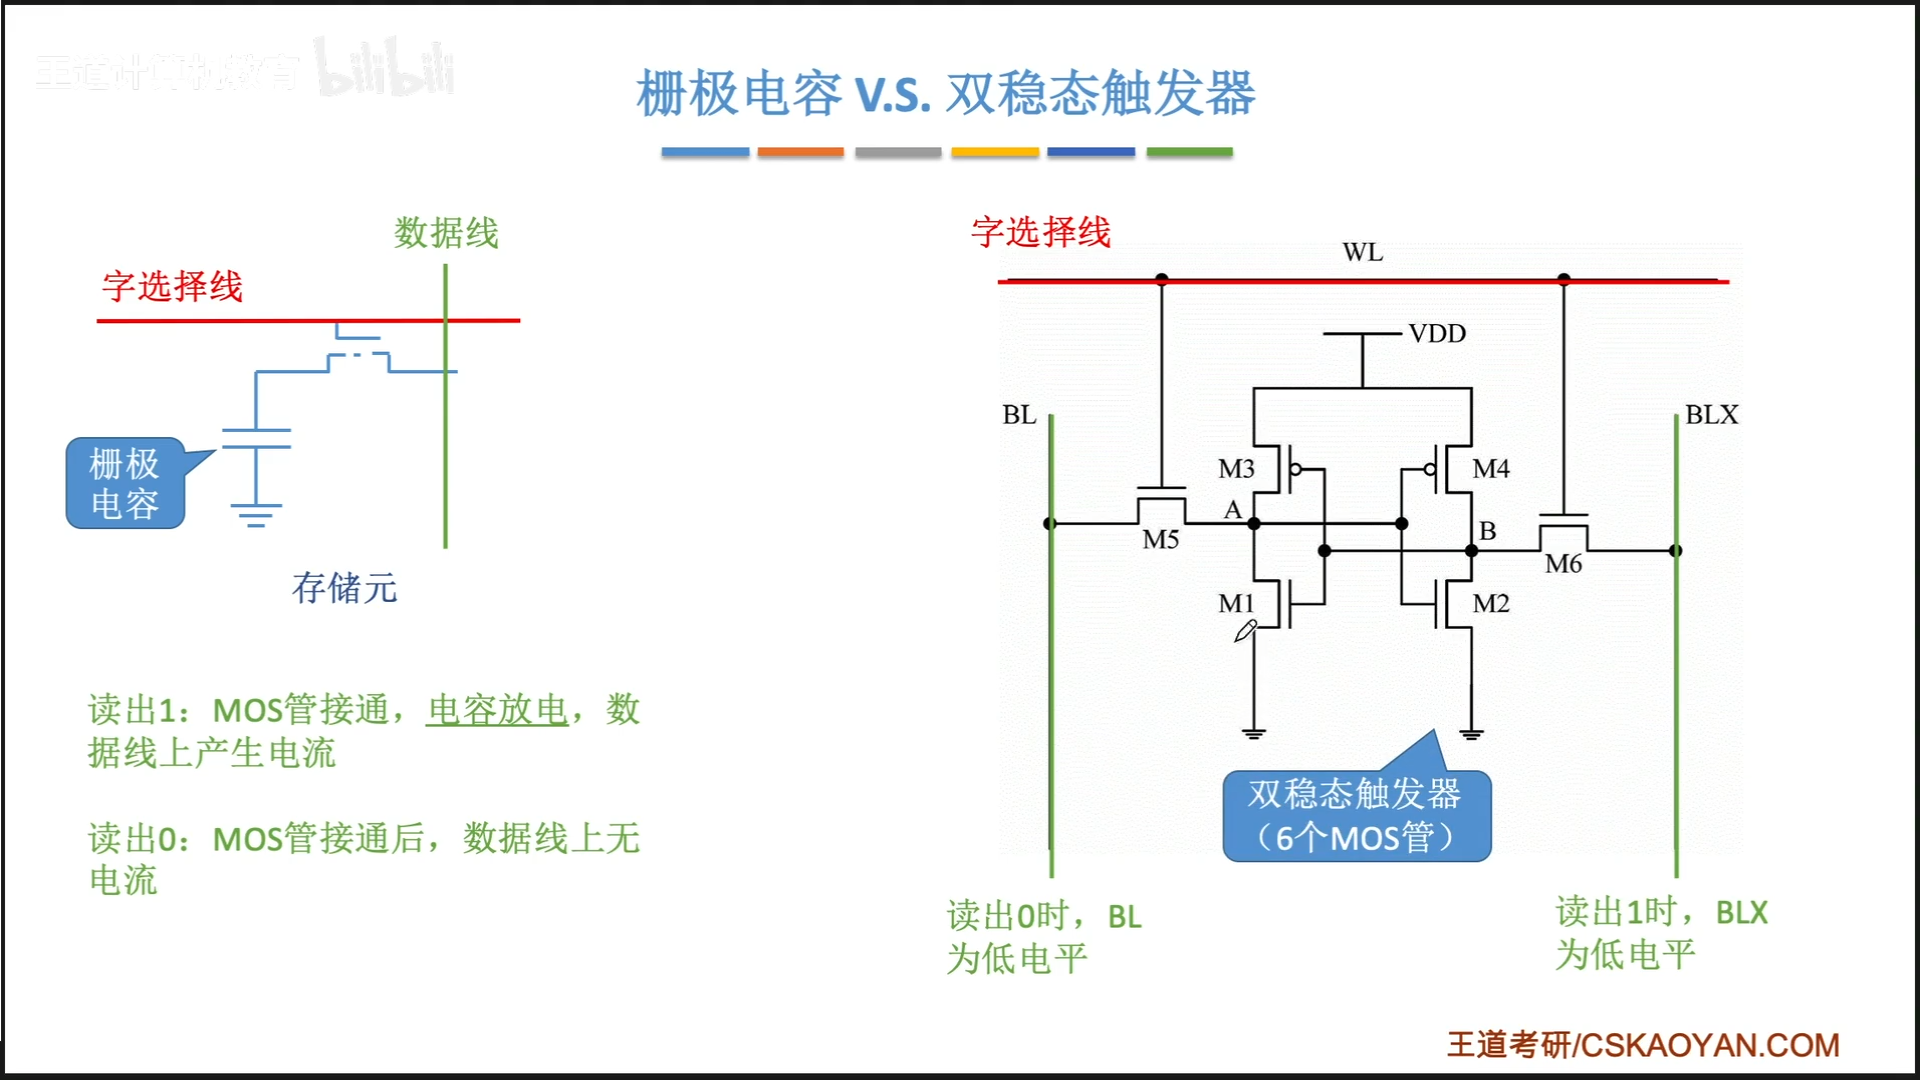 王道计算机教育 bilibili
栅极电容 V.S. 双稳态触发器
数据线
字选择线
栅极
电容
存储元
读出1：MOS管接通，电容放电，数
据线上产生电流
读出0：MOS管接通后，数据线上无
电流
字选择线
WL
VDD
BL
BLX
M3
M4
A
B
M5
M6
M1
M2
双稳态触发器
（6个MOS管）
读出0时，BL
为低电平
读出1时，BLX
为低电平
王道考研/CSKAOYAN.COM